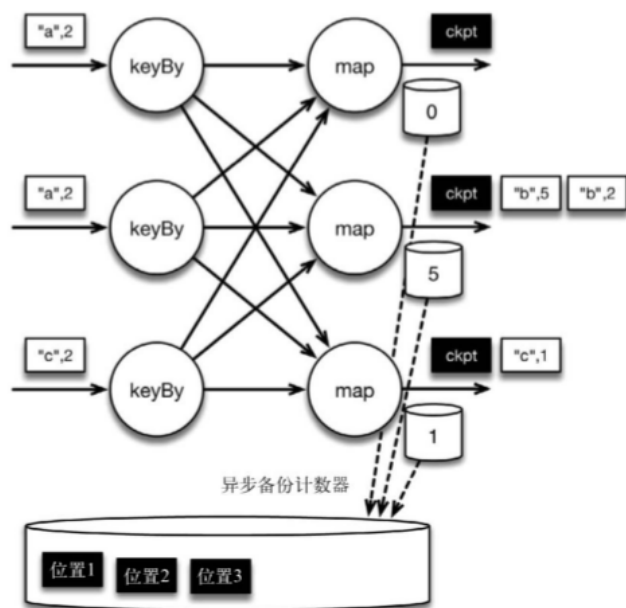 "a",2
keyBy
map
ckpt
0
"a",2
keyBy
map
ckpt
"b",5
"b",2
5
"c",2
keyBy
map
ckpt
"c",1
1
异步备份计数器
位置1
位置2
位置3